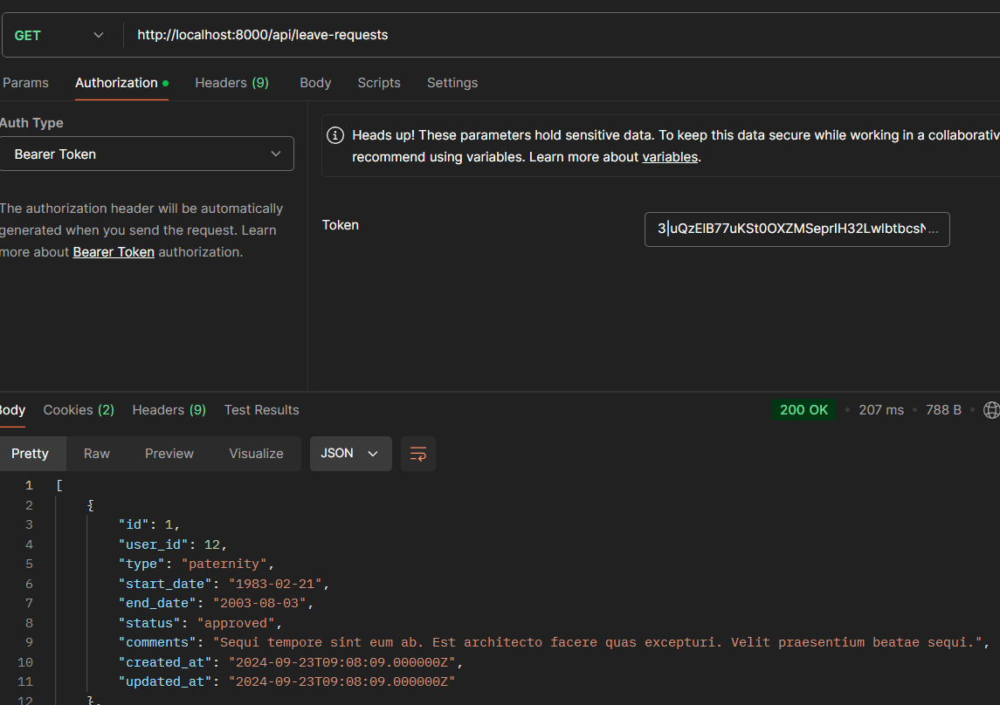 GET http://localhost:8000/api/leave-requests
Params Authorization Headers (9) Body Scripts Settings
Auth Type
Bearer Token
The authorization header will be automatically
generated when you send the request. Learn
more about Bearer Token authorization.
Heads up! These parameters hold sensitive data. To keep this data secure while working in a collaborativ
recommend using variables. Learn more about variables.
Token
3|uQzElB77uKSt0OXZMSeprIH32LwIbtbcsN...
Body Cookies (2) Headers (9) Test Results 200 OK • 207 ms • 788 B •
Pretty Raw Preview Visualize JSON
1 [
2 {
3 "id": 1,
4 "user_id": 12,
5 "type": "paternity",
6 "start_date": "1983-02-21",
7 "end_date": "2003-08-03",
8 "status": "approved",
9 "comments": "Sequi tempore sint eum ab. Est architecto facere quas excepturi. Velit praesentium beatae sequi.",
10 "created_at": "2024-09-23T09:08:09.000000Z",
11 "updated_at": "2024-09-23T09:08:09.000000Z"
12 },